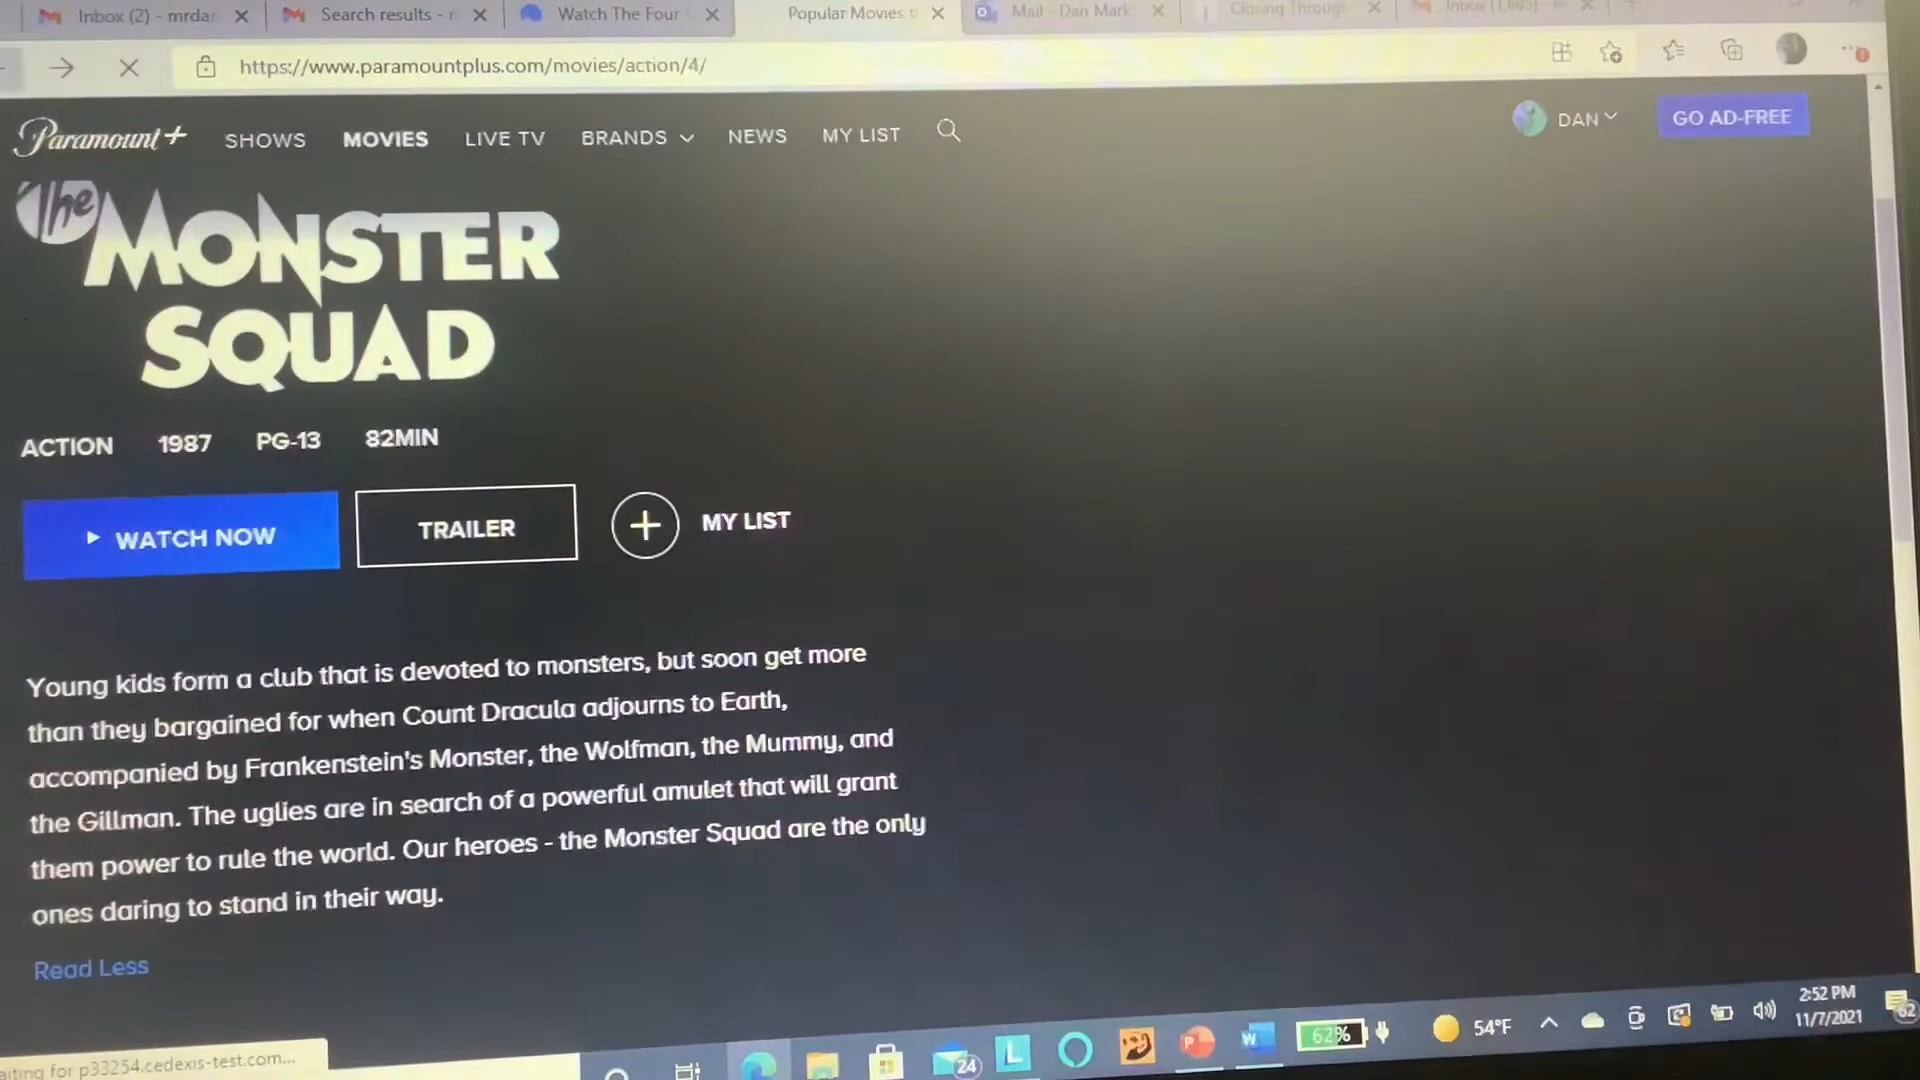 Inbox (2) - mrdar
Search results -
Watch The Four
Popular Movies
Mail - Dan Mark
Closing Throug
https://www.paramountplus.com/movies/action/4/
Paramount+ SHOWS MOVIES LIVE TV BRANDS NEWS MY LIST
DAN GO AD-FREE
The
MONSTER
SQUAD
ACTION 1987 PG-13 82MIN
WATCH NOW TRAILER MY LIST
Young kids form a club that is devoted to monsters, but soon get more
than they bargained for when Count Dracula adjourns to Earth,
accompanied by Frankenstein's Monster, the Wolfman, the Mummy, and
the Gillman. The uglies are in search of a powerful amulet that will grant
them power to rule the world. Our heroes - the Monster Squad are the only
ones daring to stand in their way.
Read Less
aiting for p33254.cedexis-test.com...
24
L
P
W
62%
54°F
2:52 PM
11/7/2021
62